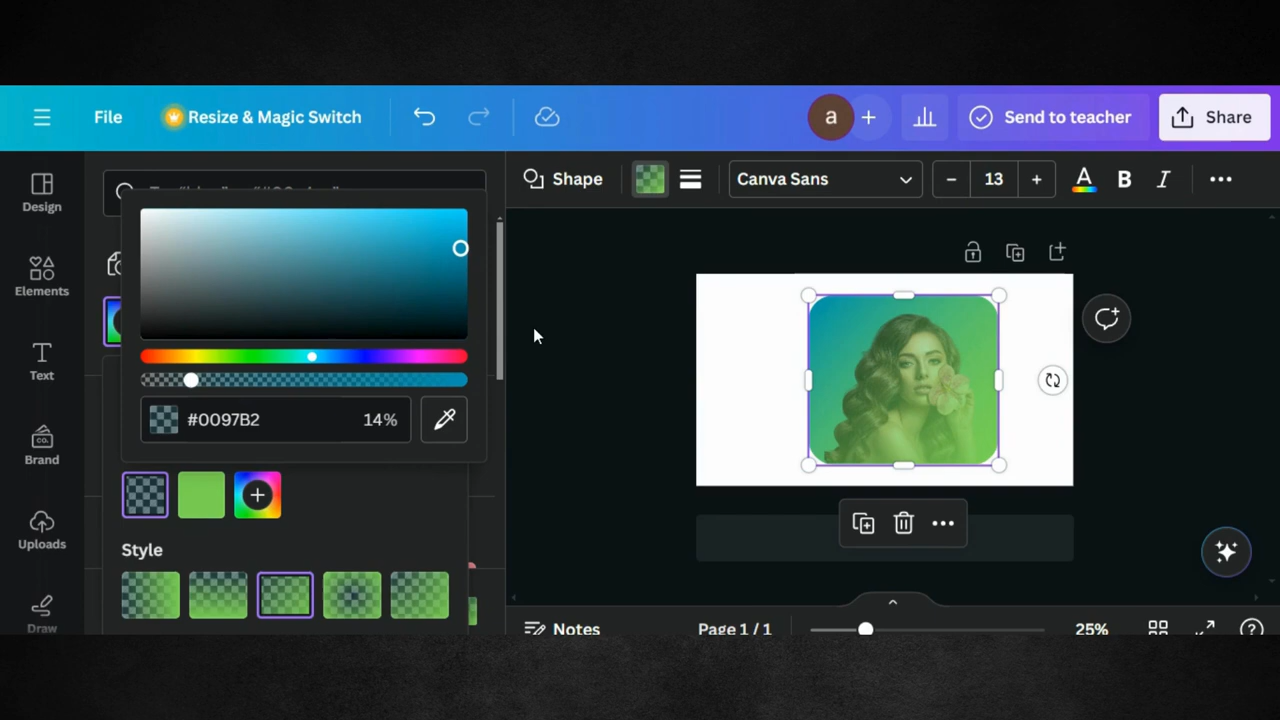 File
Resize & Magic Switch
a
Send to teacher
Share
Design
Elements
Text
Brand
CO.
Uploads
Draw
#0097B2 14%
Style
Shape
Canva Sans
13
A
B
I
Notes
Page 1 / 1
25%